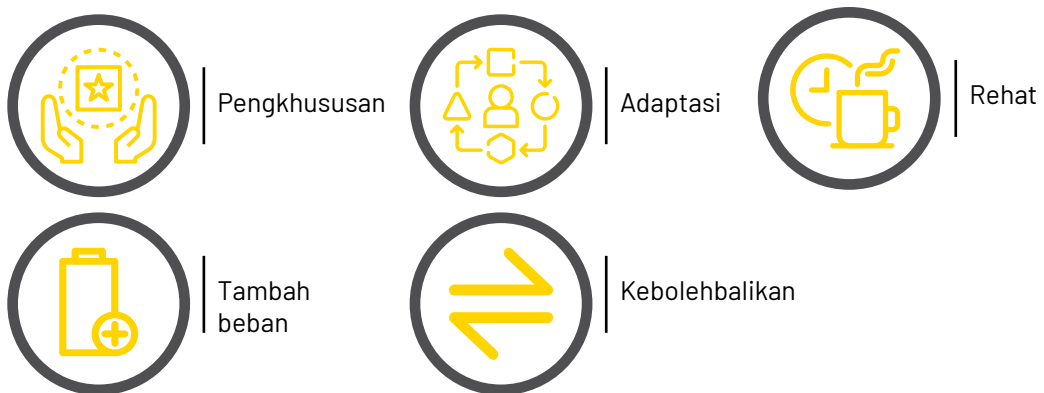 Pengkhususan
Adaptasi
Rehat
Tambah
beban
Kebolehbalikan